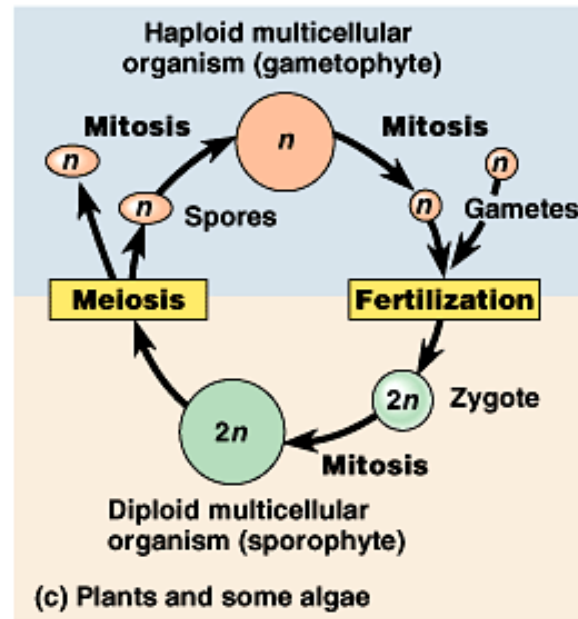 Haploid multicellular
organism (gametophyte)
Mitosis
Mitosis
n
n
n
n
n
Spores
Gametes
Meiosis
Fertilization
2n
Zygote
2n
Mitosis
Diploid multicellular
organism (sporophyte)
(c) Plants and some algae